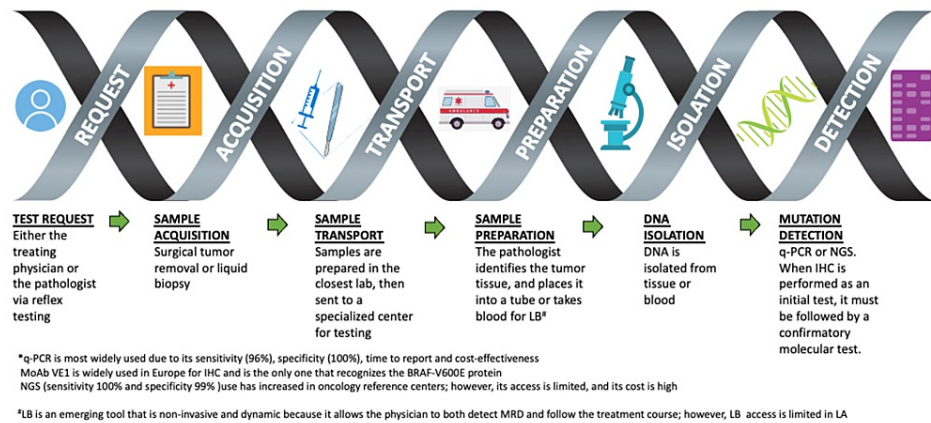 REQUEST
ACQUISITION
TRANSPORT
PREPARATION
ISOLATION
DETECTION
AMBULANCE
TEST REQUEST
Either the
treating
physician or
the pathologist
via reflex
testing
SAMPLE
ACQUISITION
Surgical tumor
removal or liquid
biopsy
SAMPLE
TRANSPORT
Samples are
prepared in the
closest lab, then
sent to a
specialized center
for testing
SAMPLE
PREPARATION
The pathologist
identifies the tumor
tissue, and places it
into a tube or takes
blood for LB#
DNA
ISOLATION
DNA is
isolated from
tissue or
blood
MUTATION
DETECTION
q-PCR or NGS.
When IHC is
performed as an
initial test, it must
be followed by a
confirmatory
molecular test.
*q-PCR is most widely used due to its sensitivity (96%), specificity (100%), time to report and cost-effectiveness
MoAb VE1 is widely used in Europe for IHC and is the only one that recognizes the BRAF-V600E protein
NGS (sensitivity 100% and specificity 99% )use has increased in oncology reference centers; however, its access is limited, and its cost is high
#LB is an emerging tool that is non-invasive and dynamic because it allows the physician to both detect MRD and follow the treatment course; however, LB access is limited in LA